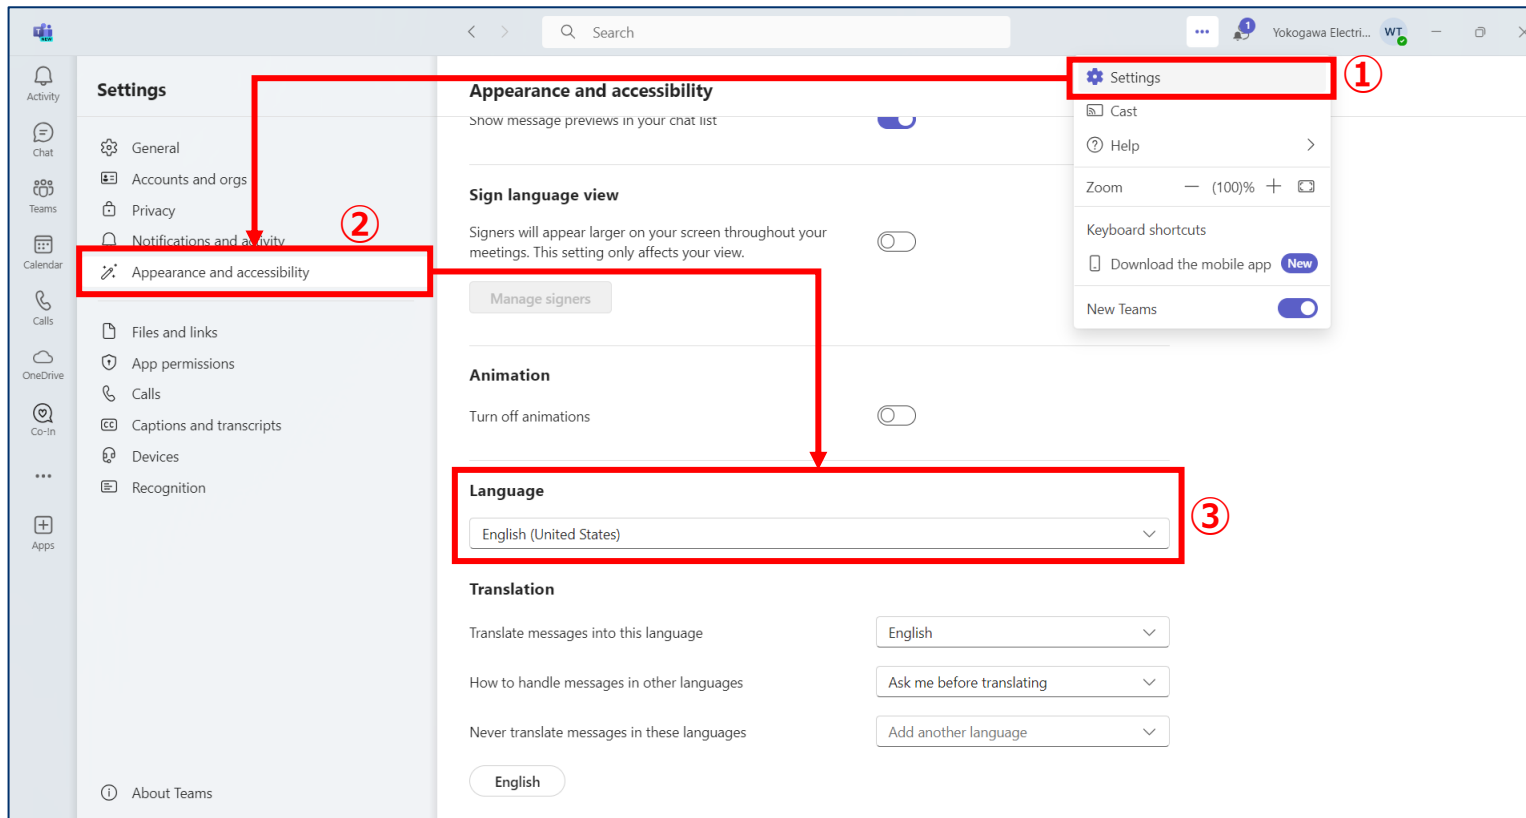 NEW
Search
1
Yokogawa Electri...
WT
Activity
Chat
Teams
Calendar
Calls
OneDrive
Co-In
Apps
Settings
General
Accounts and orgs
Privacy
Notifications and activity
②
Appearance and accessibility
Files and links
App permissions
Calls
CC Captions and transcripts
Devices
Recognition
About Teams
Appearance and accessibility
Show message previews in your chat list
Sign language view
Signers will appear larger on your screen throughout your
meetings. This setting only affects your view.
Manage signers
Animation
Turn off animations
Language
English (United States)
③
Translation
Translate messages into this language
English
How to handle messages in other languages
Ask me before translating
Never translate messages in these languages
Add another language
English
Settings
①
Cast
Help
Zoom
(100)%
Keyboard shortcuts
Download the mobile app New
New Teams